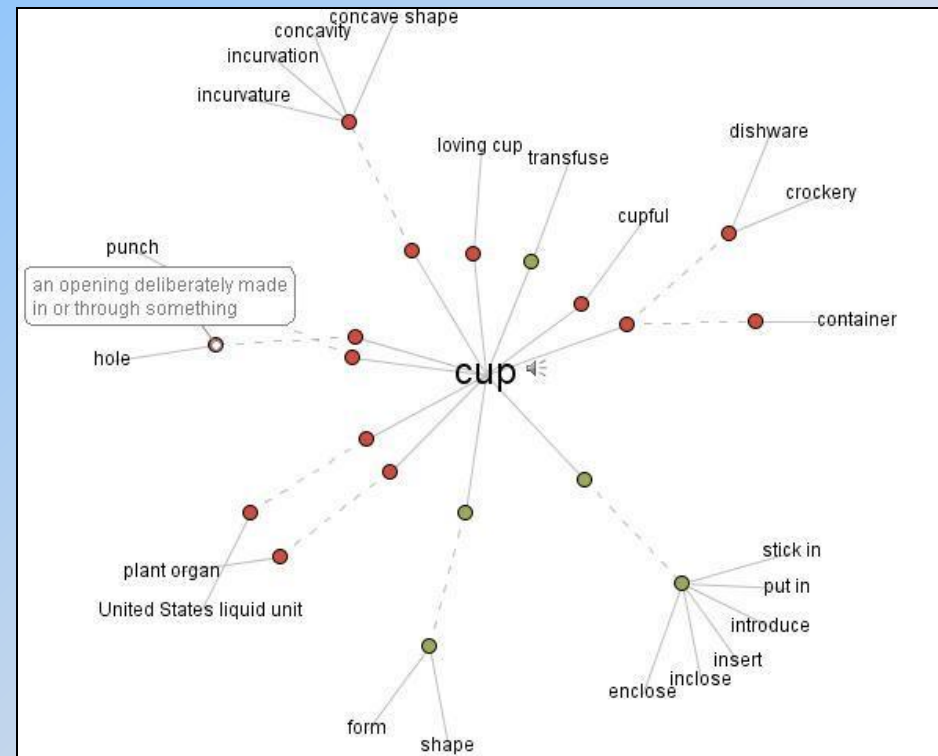 concave shape
concavity
incurvation
incurvature
loving cup
transfuse
dishware
crockery
cupful
punch
an opening deliberately made
in or through something
container
hole
cup
stick in
plant organ
put in
United States liquid unit
introduce
insert
inclose
enclose
form
shape